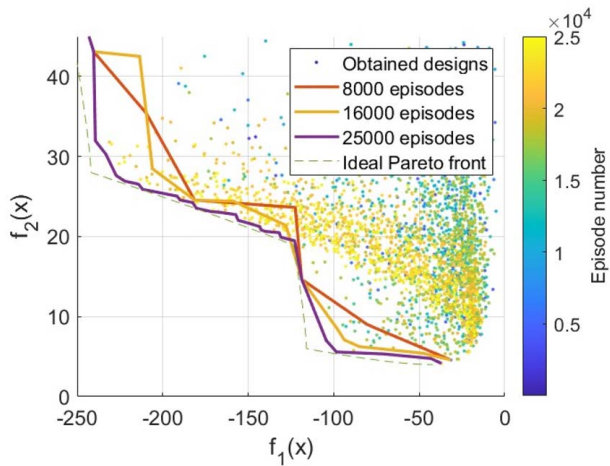 ×10⁴
2.5
2
1.5
1
0.5
Episode number
Obtained designs
8000 episodes
16000 episodes
25000 episodes
Ideal Pareto front
40
30
20
10
0
f₂(x)
-250
-200
-150
-100
-50
0
f₁(x)